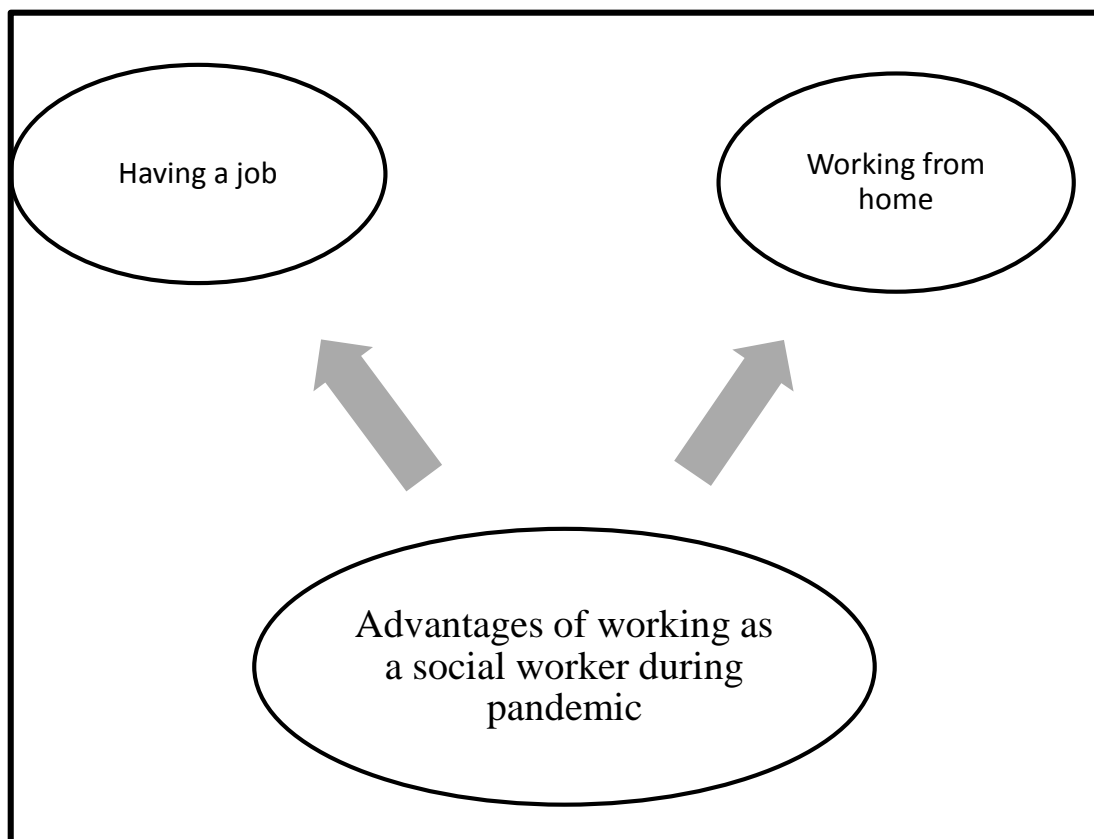 Having a job
Working from
home
Advantages of working as
a social worker during
pandemic